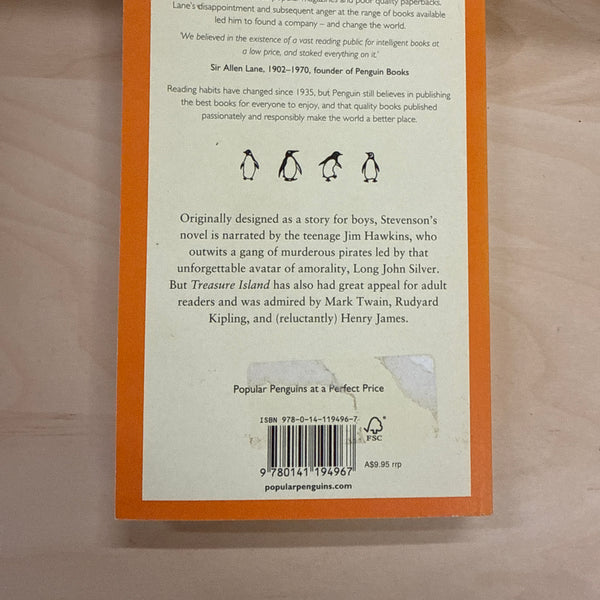 popular magazines and poor quality paperbacks.
Lane's disappointment and subsequent anger at the range of books available
led him to found a company – and change the world.
'We believed in the existence of a vast reading public for intelligent books at
a low price, and staked everything on it.'
Sir Allen Lane, 1902–1970, founder of Penguin Books
Reading habits have changed since 1935, but Penguin still believes in publishing
the best books for everyone to enjoy, and that quality books published
passionately and responsibly make the world a better place.
Originally designed as a story for boys, Stevenson's
novel is narrated by the teenage Jim Hawkins, who
outwits a gang of murderous pirates led by that
unforgettable avatar of amorality, Long John Silver.
But Treasure Island has also had great appeal for adult
readers and was admired by Mark Twain, Rudyard
Kipling, and (reluctantly) Henry James.
Popular Penguins at a Perfect Price
ISBN 978-0-14-119496-7
FSC
9 780141 194967
A$9.95 rrp
popularpenguins.com